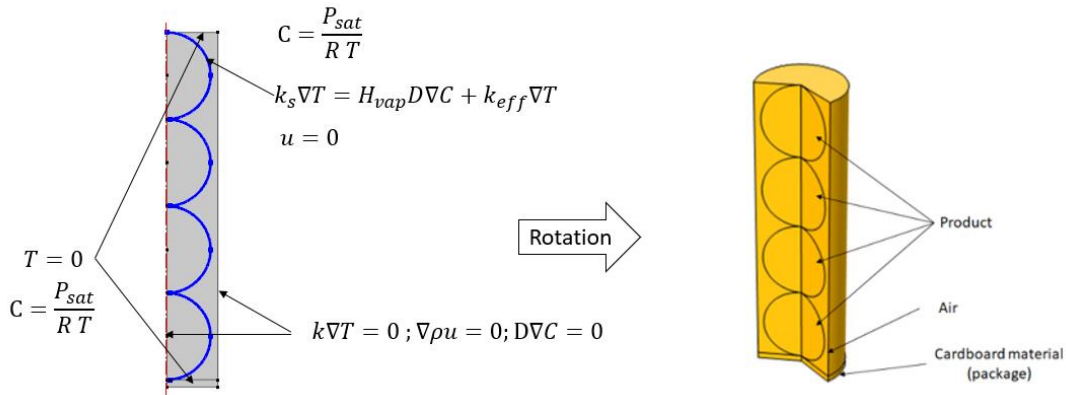 C = P_sat / R T
k_s∇T = H_vap D∇C + k_eff∇T
u = 0
T = 0
C = P_sat / R T
k∇T = 0 ; ∇ρu = 0; D∇C = 0
Rotation
Product
Air
Cardboard material
(package)